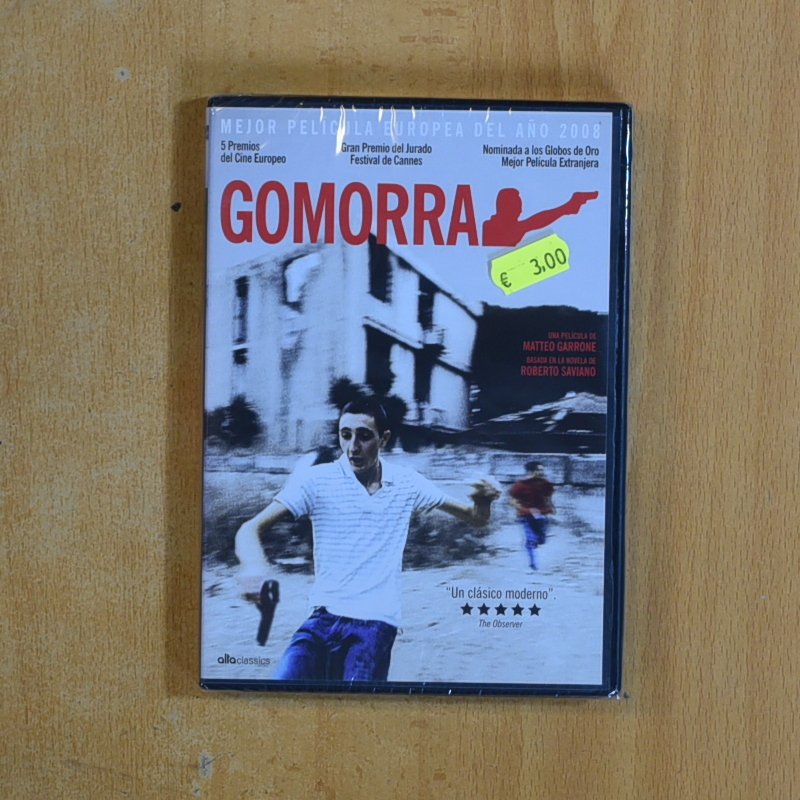 MEJOR PELÍCULA EUROPEA DEL AÑO 2008
5 Premios
del Cine Europeo
Gran Premio del Jurado
Festival de Cannes
Nominada a los Globos de Oro
Mejor Película Extranjera
GOMORRA
€ 3,00
UNA PELÍCULA DE
MATTEO GARRONE
BASADA EN LA NOVELA DE
ROBERTO SAVIANO
"Un clásico moderno".
The Observer
altaclassics